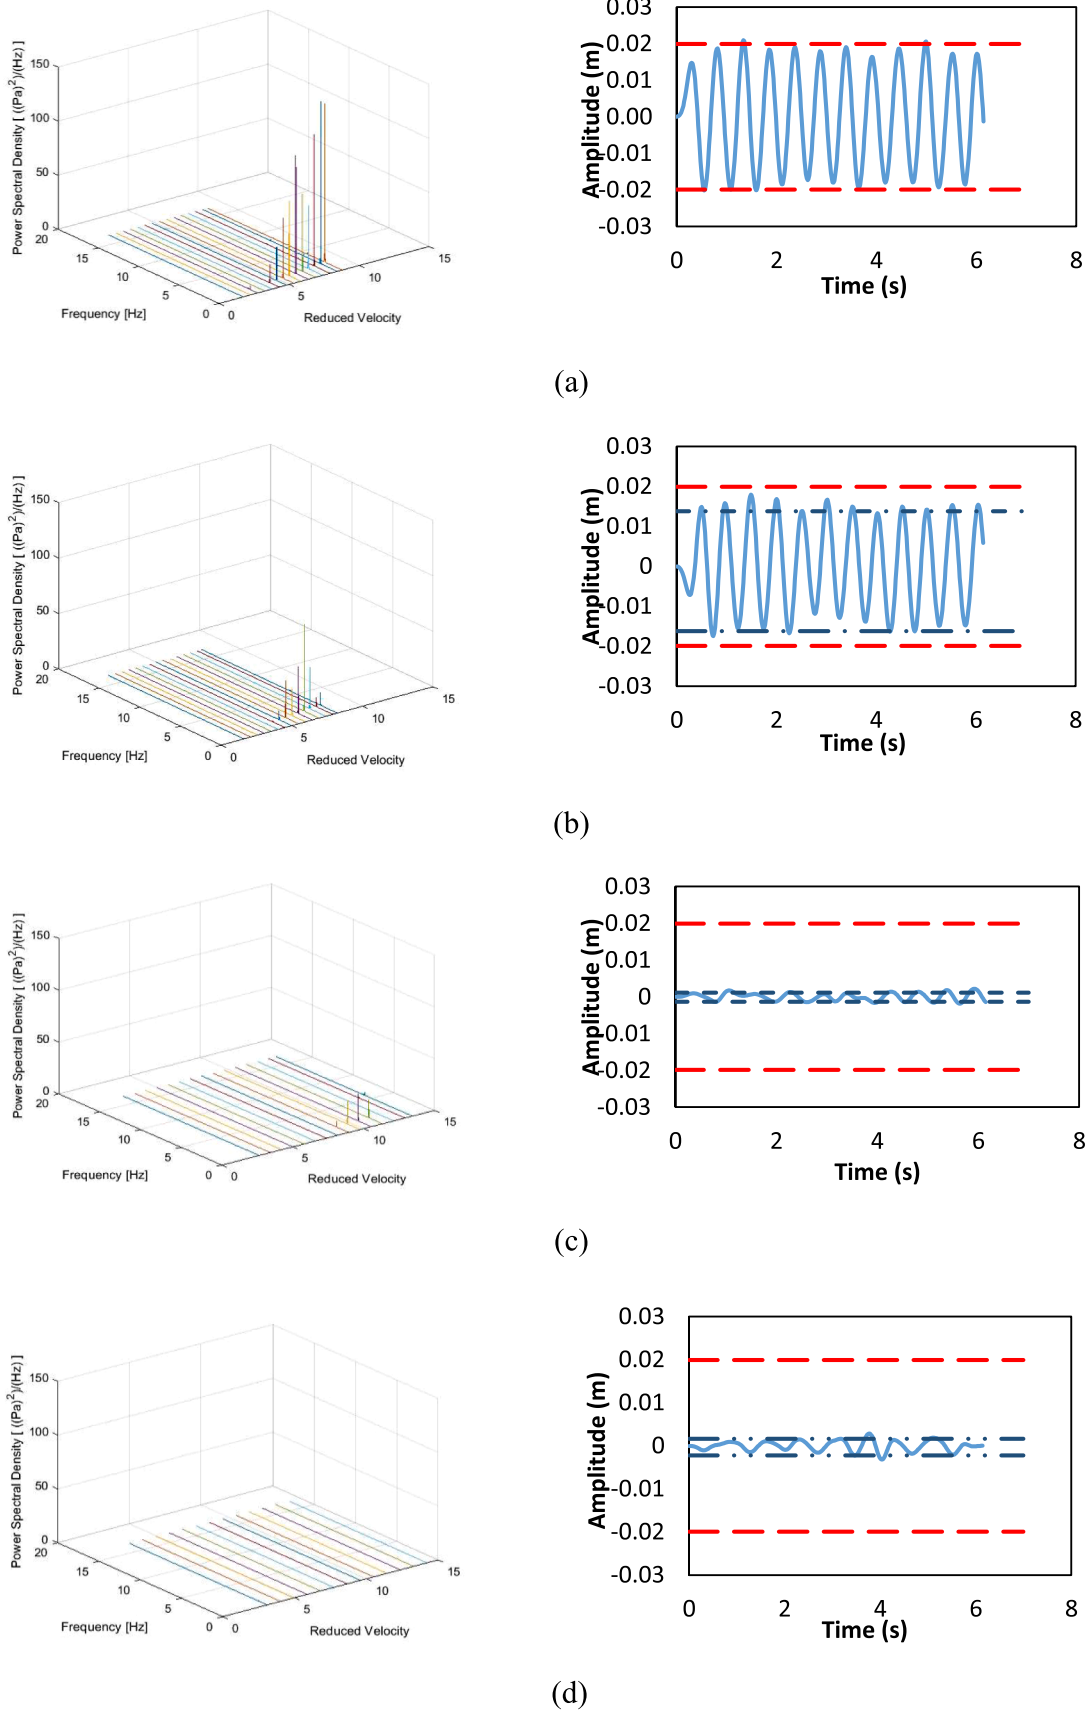 Power Spectral Density [ ((Pa)^2)/(Hz) ]
150
100
50
0
20
15
10
5
0
Frequency [Hz]
0
5
10
15
Reduced Velocity
Amplitude (m)
0.03
0.02
0.01
0.00
-0.01
-0.02
-0.03
0 2 4 6 8
Time (s)
(a)
Power Spectral Density [ ((Pa)^2)/(Hz) ]
150
100
50
0
20
15
10
5
0
Frequency [Hz]
0
5
10
15
Reduced Velocity
Amplitude (m)
0.03
0.02
0.01
0
-0.01
-0.02
-0.03
0 2 4 6 8
Time (s)
(b)
Power Spectral Density [ ((Pa)^2)/(Hz) ]
150
100
50
0
20
15
10
5
0
Frequency [Hz]
0
5
10
15
Reduced Velocity
Amplitude (m)
0.03
0.02
0.01
0
-0.01
-0.02
-0.03
0 2 4 6 8
Time (s)
(c)
Power Spectral Density [ ((Pa)^2)/(Hz) ]
150
100
50
0
20
15
10
5
0
Frequency [Hz]
0
5
10
15
Reduced Velocity
Amplitude (m)
0.03
0.02
0.01
0
-0.01
-0.02
-0.03
0 2 4 6 8
Time (s)
(d)